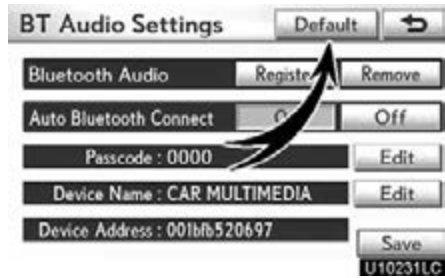 BT Audio Settings Default
Bluetooth Audio Register Remove
Auto Bluetooth Connect Off
Passcode : 0000 Edit
Device Name : CAR MULTIMEDIA Edit
Device Address : 001bfb520697
Save
U10231LC